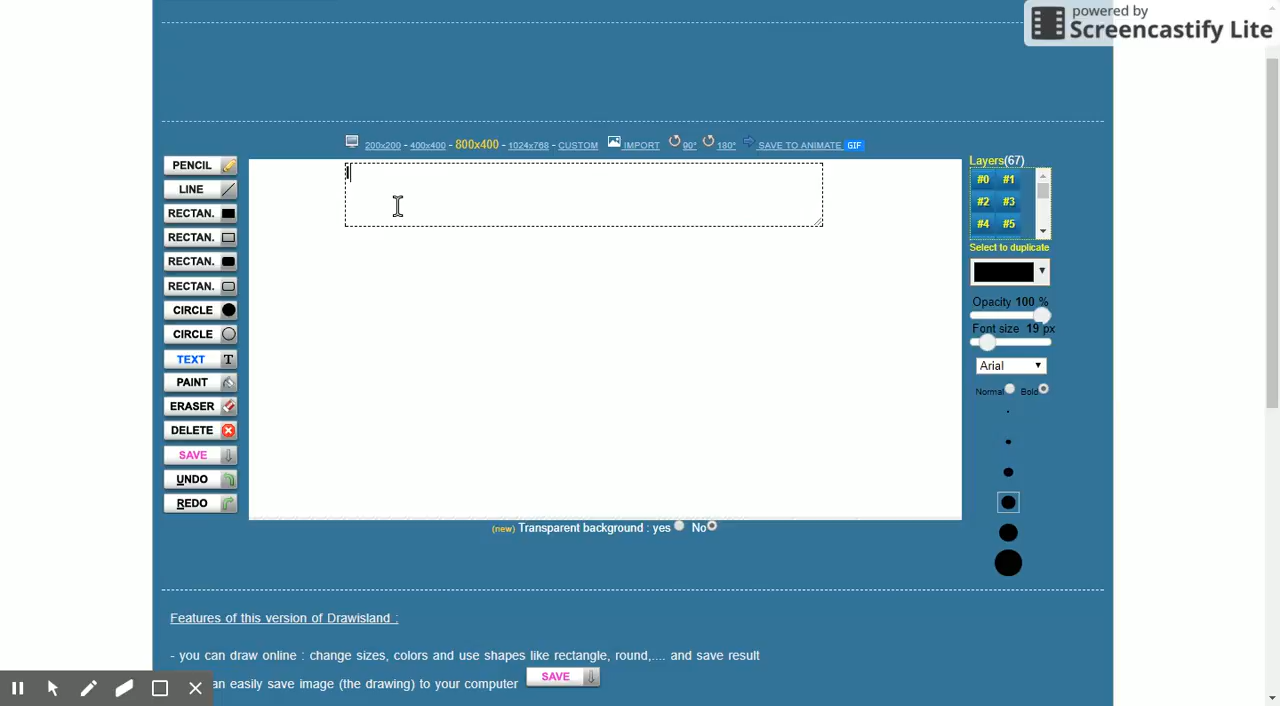 powered by
Screencastify Lite
200x200 - 400x400 - 800x400 - 1024x768 - CUSTOM IMPORT 90° 180° SAVE TO ANIMATE GIF
PENCIL
LINE
RECTAN.
RECTAN.
RECTAN.
RECTAN.
CIRCLE
CIRCLE
TEXT T
PAINT
ERASER
DELETE
SAVE
UNDO
REDO
Layers(67)
#0 #1
#2 #3
#4 #5
Select to duplicate
Opacity 100 %
Font size 19 px
Arial
Normal Bold
(new) Transparent background : yes No
Features of this version of Drawisland :
- you can draw online : change sizes, colors and use shapes like rectangle, round,.... and save result
an easily save image (the drawing) to your computer SAVE